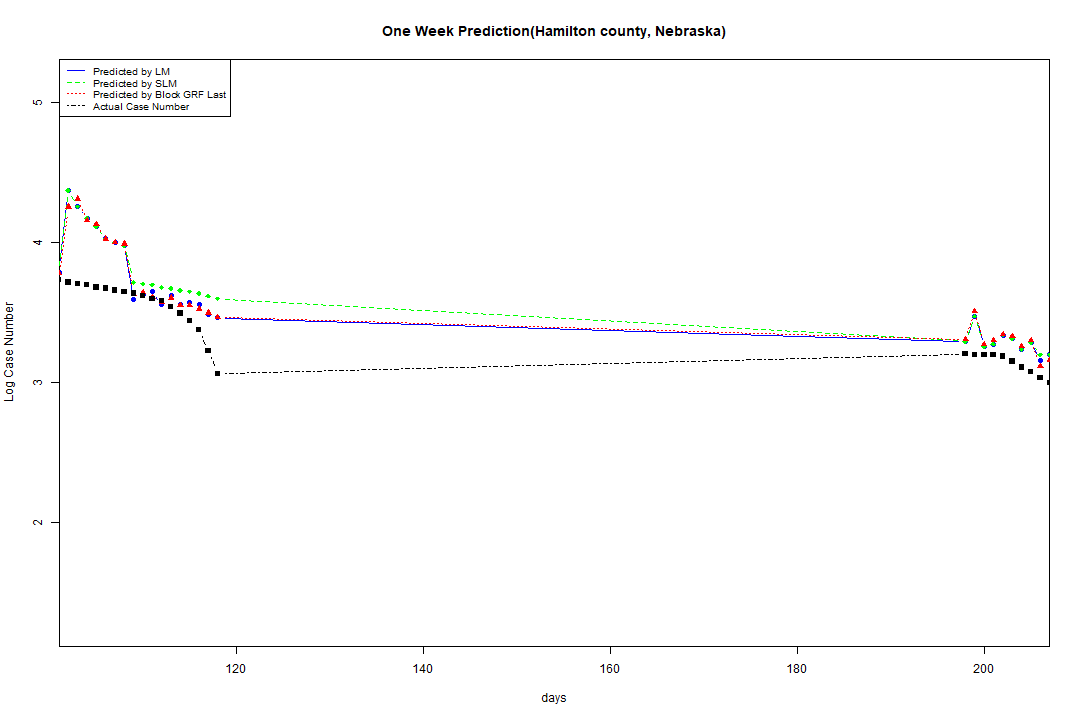 One Week Prediction(Hamilton county, Nebraska)
Predicted by LM
Predicted by SLM
Predicted by Block GRF Last
Actual Case Number
5
4
3
2
Log Case Number
120 140 160 180 200
days